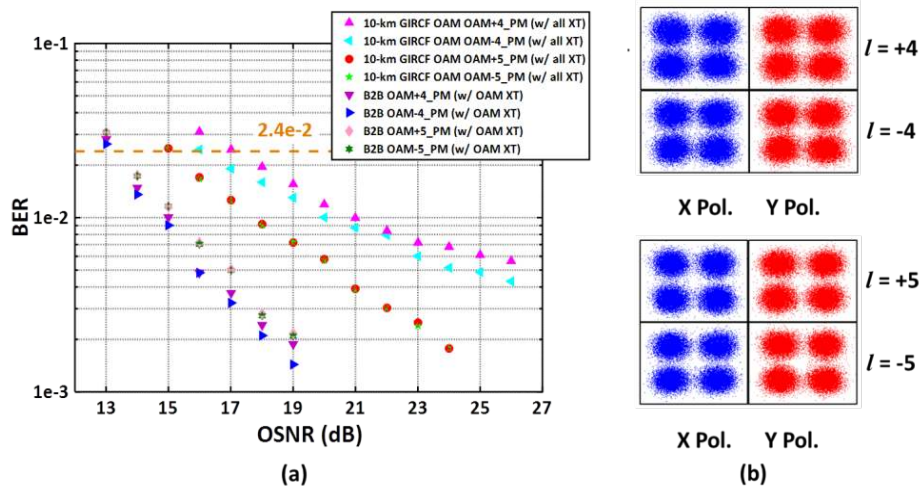 10-km GIRCF OAM OAM+4_PM (w/ all XT)
10-km GIRCF OAM OAM-4_PM (w/ all XT)
10-km GIRCF OAM OAM+5_PM (w/ all XT)
10-km GIRCF OAM OAM-5_PM (w/ all XT)
B2B OAM+4_PM (w/ OAM XT)
B2B OAM-4_PM (w/ OAM XT)
B2B OAM+5_PM (w/ OAM XT)
B2B OAM-5_PM (w/ OAM XT)
1e-1
2.4e-2
1e-2
1e-3
BER
13 15 17 19 21 23 25 27
OSNR (dB)
(a)
l = +4
l = -4
X Pol. Y Pol.
l = +5
l = -5
X Pol. Y Pol.
(b)